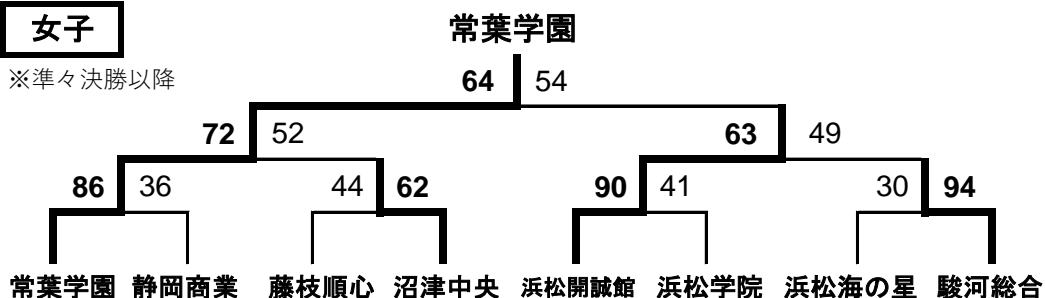 女子
常葉学園
※準々決勝以降
64 54
72 52 63 49
86 36 44 62 90 41 30 94
常葉学園 静岡商業 藤枝順心 沼津中央 浜松開誠館 浜松学院 浜松海の星 駿河総合